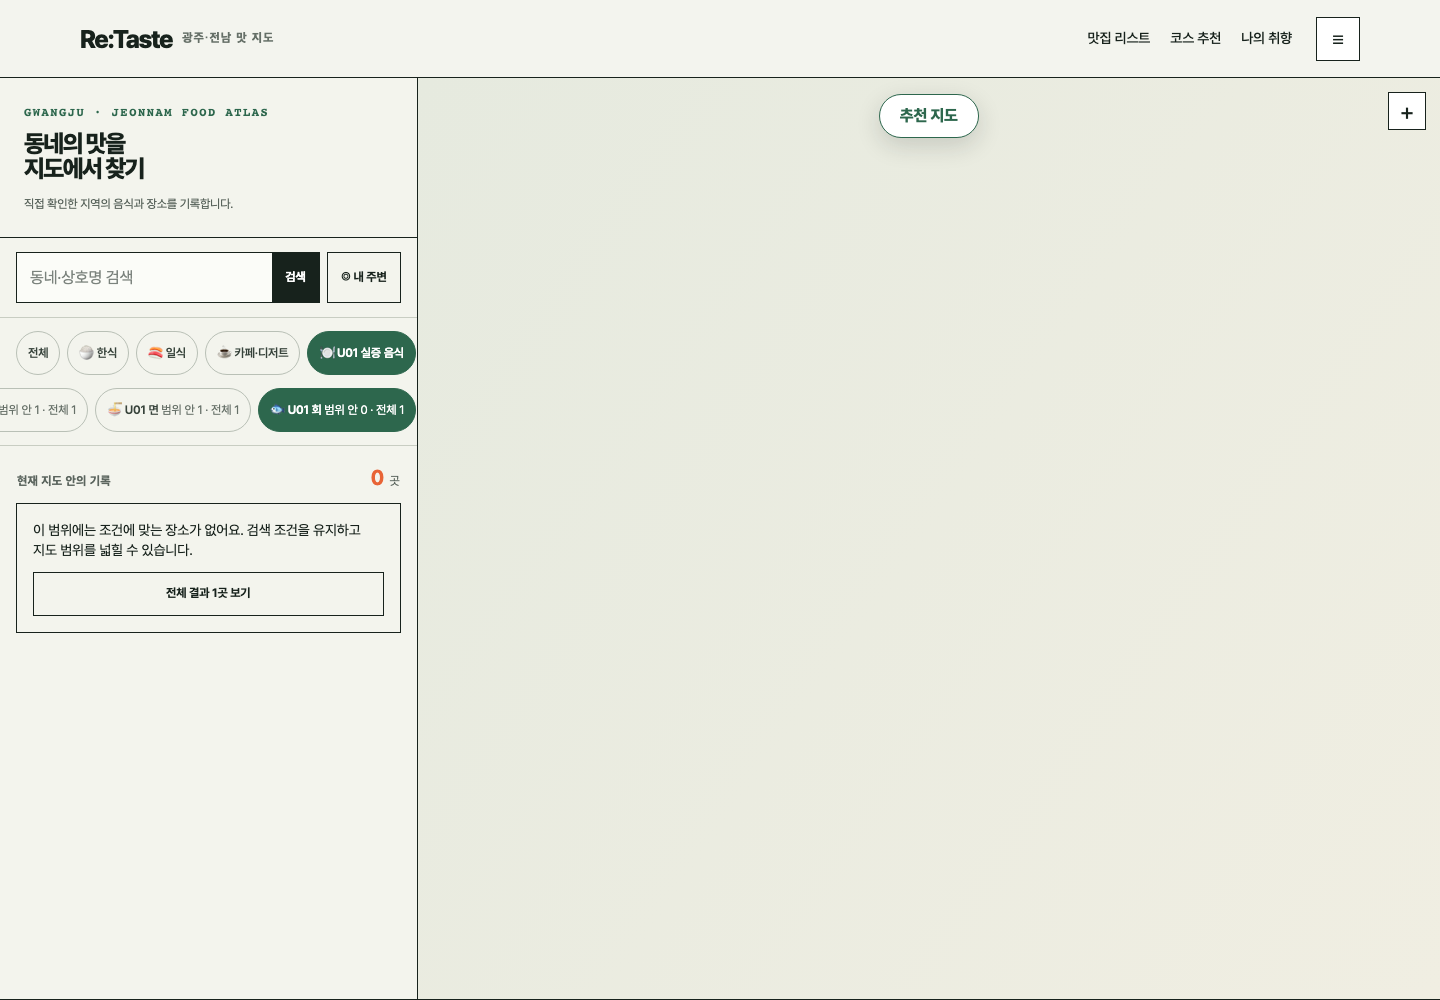 Re:Taste 광주·전남 맛 지도
맛집 리스트 코스 추천 나의 취향
GWANGJU · JEONNAM FOOD ATLAS
동네의 맛을
지도에서 찾기
직접 확인한 지역의 음식과 장소를 기록합니다.
동네·상호명 검색 검색 ◎ 내 주변
전체 🍚 한식 🍣 일식 ☕ 카페·디저트 🍽️ U01 실증 음식
범위 안 1 · 전체 1 🍜 U01 면 범위 안 1 · 전체 1 🐟 U01 회 범위 안 0 · 전체 1
현재 지도 안의 기록 0 곳
이 범위에는 조건에 맞는 장소가 없어요. 검색 조건을 유지하고
지도 범위를 넓힐 수 있습니다.
전체 결과 1곳 보기
추천 지도
+